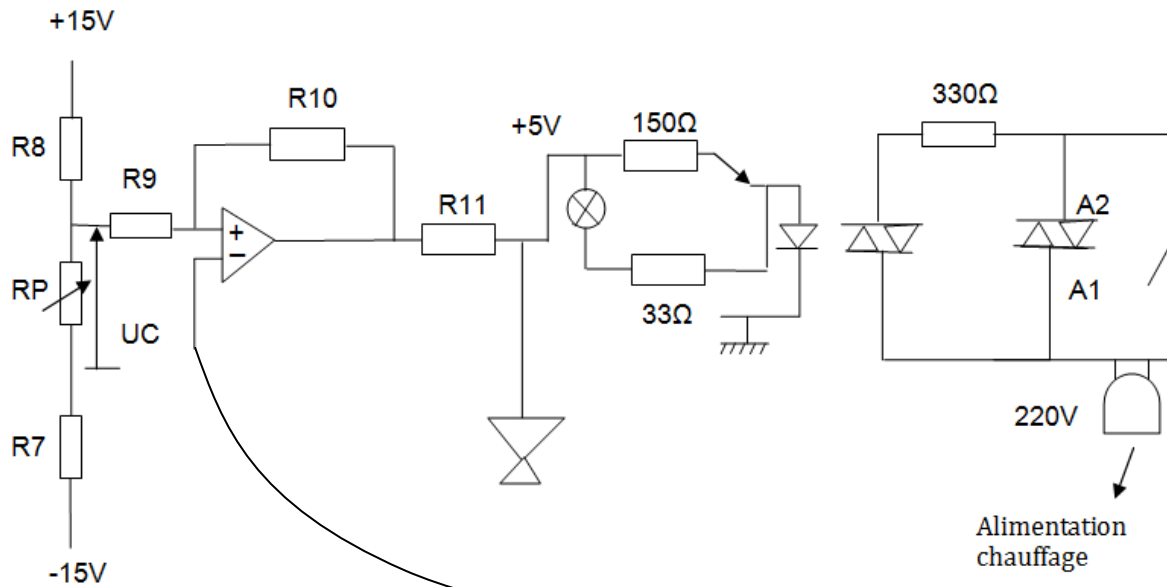 +15V
R8
R9
R10
RP
UC
R7
-15V
+
−
R11
+5V
150Ω
33Ω
330Ω
A2
A1
220V
Alimentation
chauffage